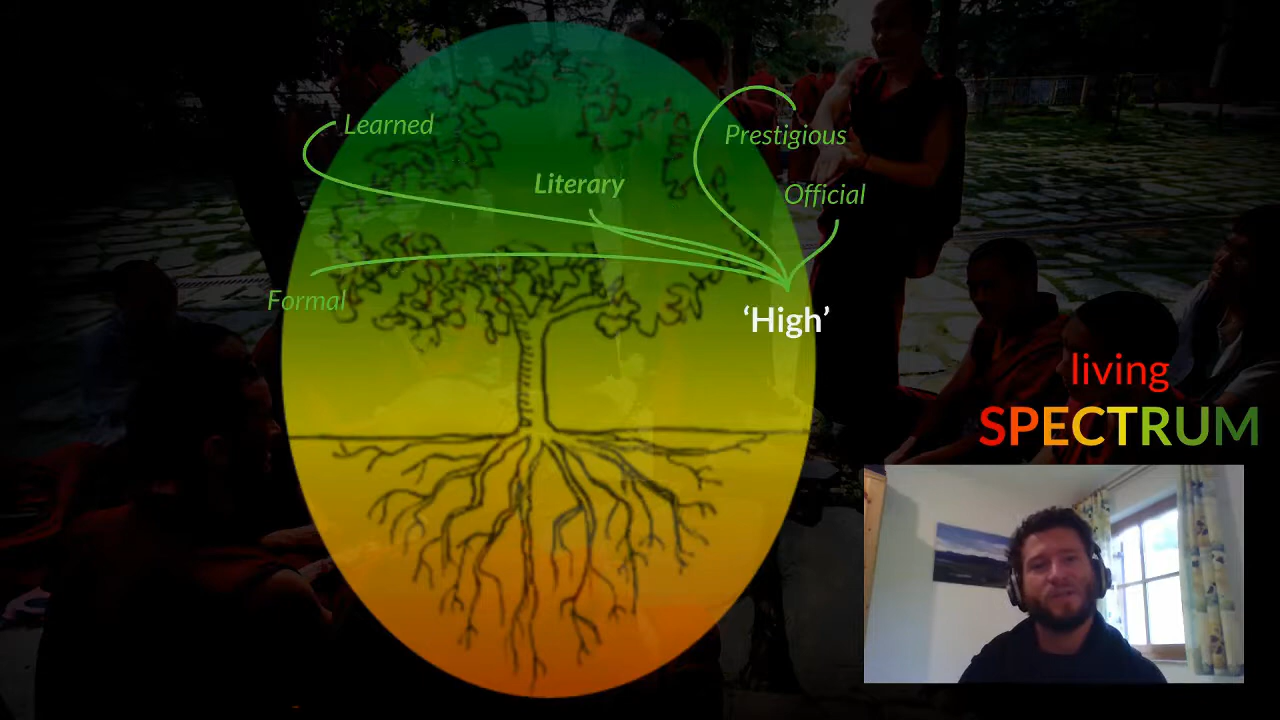 Learned
Prestigious
Literary
Official
Formal
‘High’
living
SPECTRUM